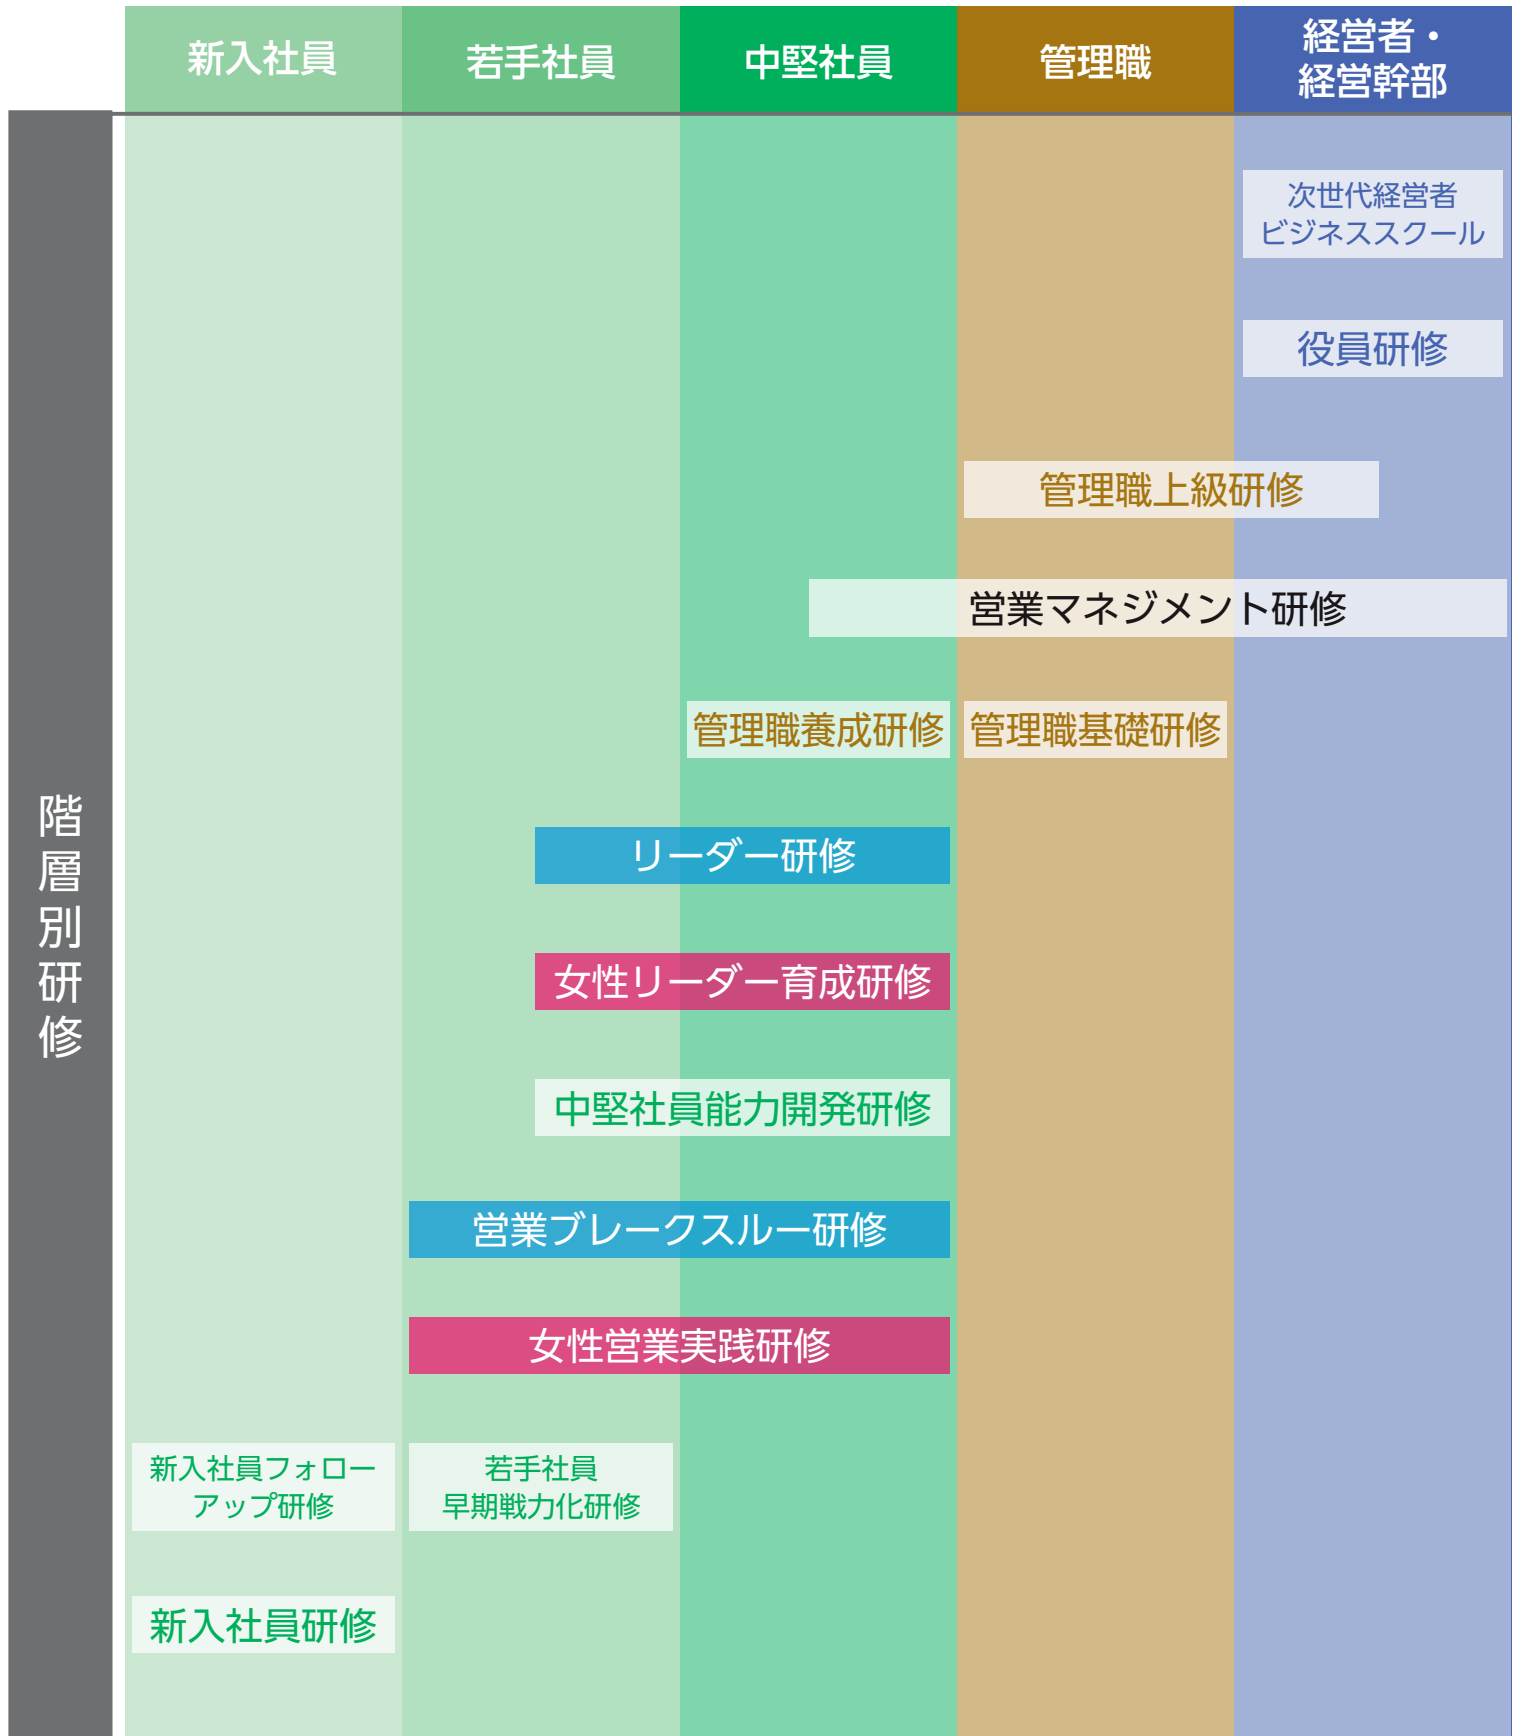 新入社員
若手社員
中堅社員
管理職
経営者・
経営幹部
階層別研修
次世代経営者
ビジネススクール
役員研修
管理職上級研修
営業マネジメント研修
管理職養成研修
管理職基礎研修
リーダー研修
女性リーダー育成研修
中堅社員能力開発研修
営業ブレークスルー研修
女性営業実践研修
新入社員フォロー
アップ研修
若手社員
早期戦力化研修
新入社員研修